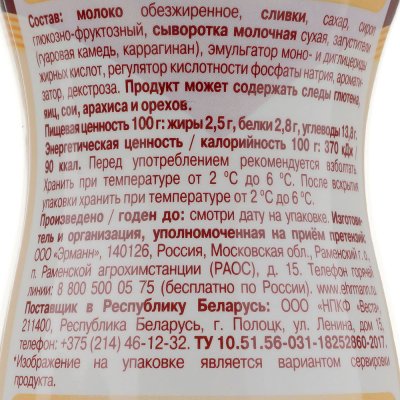 Состав: молоко обезжиренное, сливки, сахар, сироп
глюкозно-фруктозный, сыворотка молочная сухая, загустители
(гуаровая камедь, каррагинан), эмульгатор моно- и диглицериды
жирных кислот, регулятор кислотности фосфаты натрия, аромати-
затор, декстроза. Продукт может содержать следы глютена,
яиц, сои, арахиса и орехов.
Пищевая ценность 100 г: жиры 2,5 г, белки 2,8 г, углеводы 13,8 г.
Энергетическая ценность / калорийность 100 г: 370 кДж /
90 ккал. Перед употреблением рекомендуется взболтать.
Хранить при температуре от 2 °С до 6 °С. После вскрытия
упаковки хранить при температуре от 2 °С до 6 °С.
Произведено / годен до: смотри дату на упаковке. Изготови-
тель и организация, уполномоченная на приём претензий:
ООО «Эрманн», 140126, Россия, Московская обл., Раменский г.о.,
п. Раменской агрохимстанции (РАОС), д. 15. Телефон горячей
линии: 8 800 500 05 75 (бесплатно по России). www.ehrmann.ru
Поставщик в Республику Беларусь: ООО «НПКФ «Веста»,
211400, Республика Беларусь, г. Полоцк, ул. Ленина, дом 15,
телефон: +375 (214) 46-12-32. ТУ 10.51.56-031-18252860-2017.
*Изображение на упаковке является вариантом сервировки
продукта.